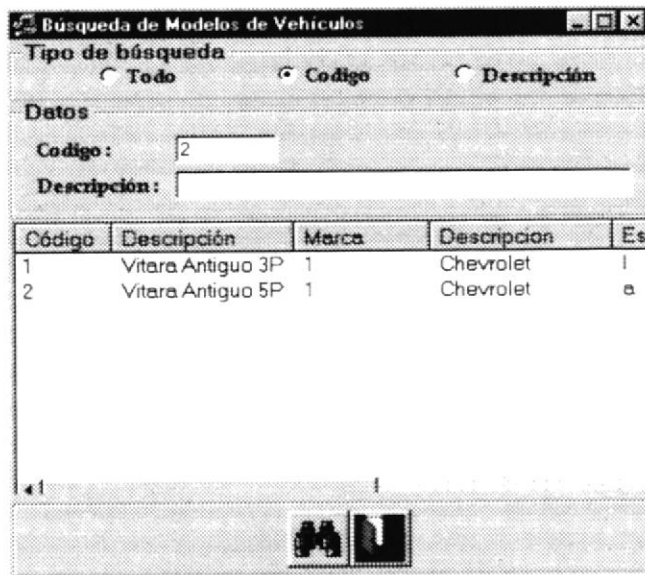 Búsqueda de Modelos de Vehículos
Tipo de búsqueda
Todo Codigo Descripción
Datos
Codigo: 2
Descripción:
Código Descripción Marca Descripcion Es
1 Vitara Antiguo 3P 1 Chevrolet I
2 Vitara Antiguo 5P 1 Chevrolet a